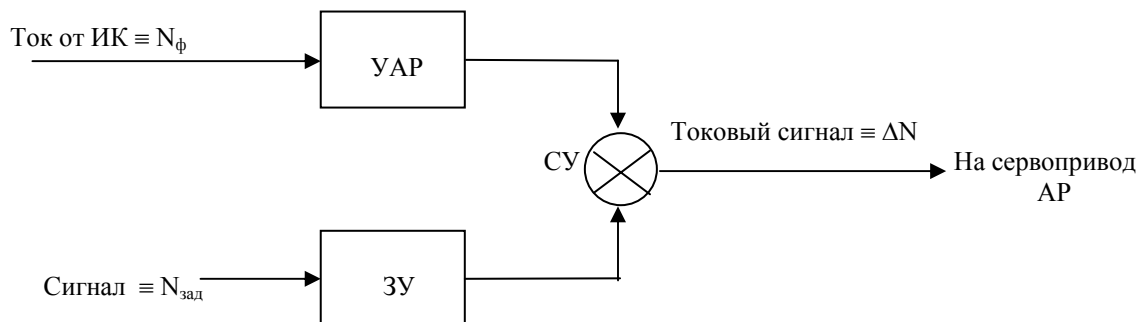 Ток от ИК ≡ Nф
УАР
Токовый сигнал ≡ ΔN
СУ
На сервопривод
АР
Сигнал ≡ Nзад
ЗУ